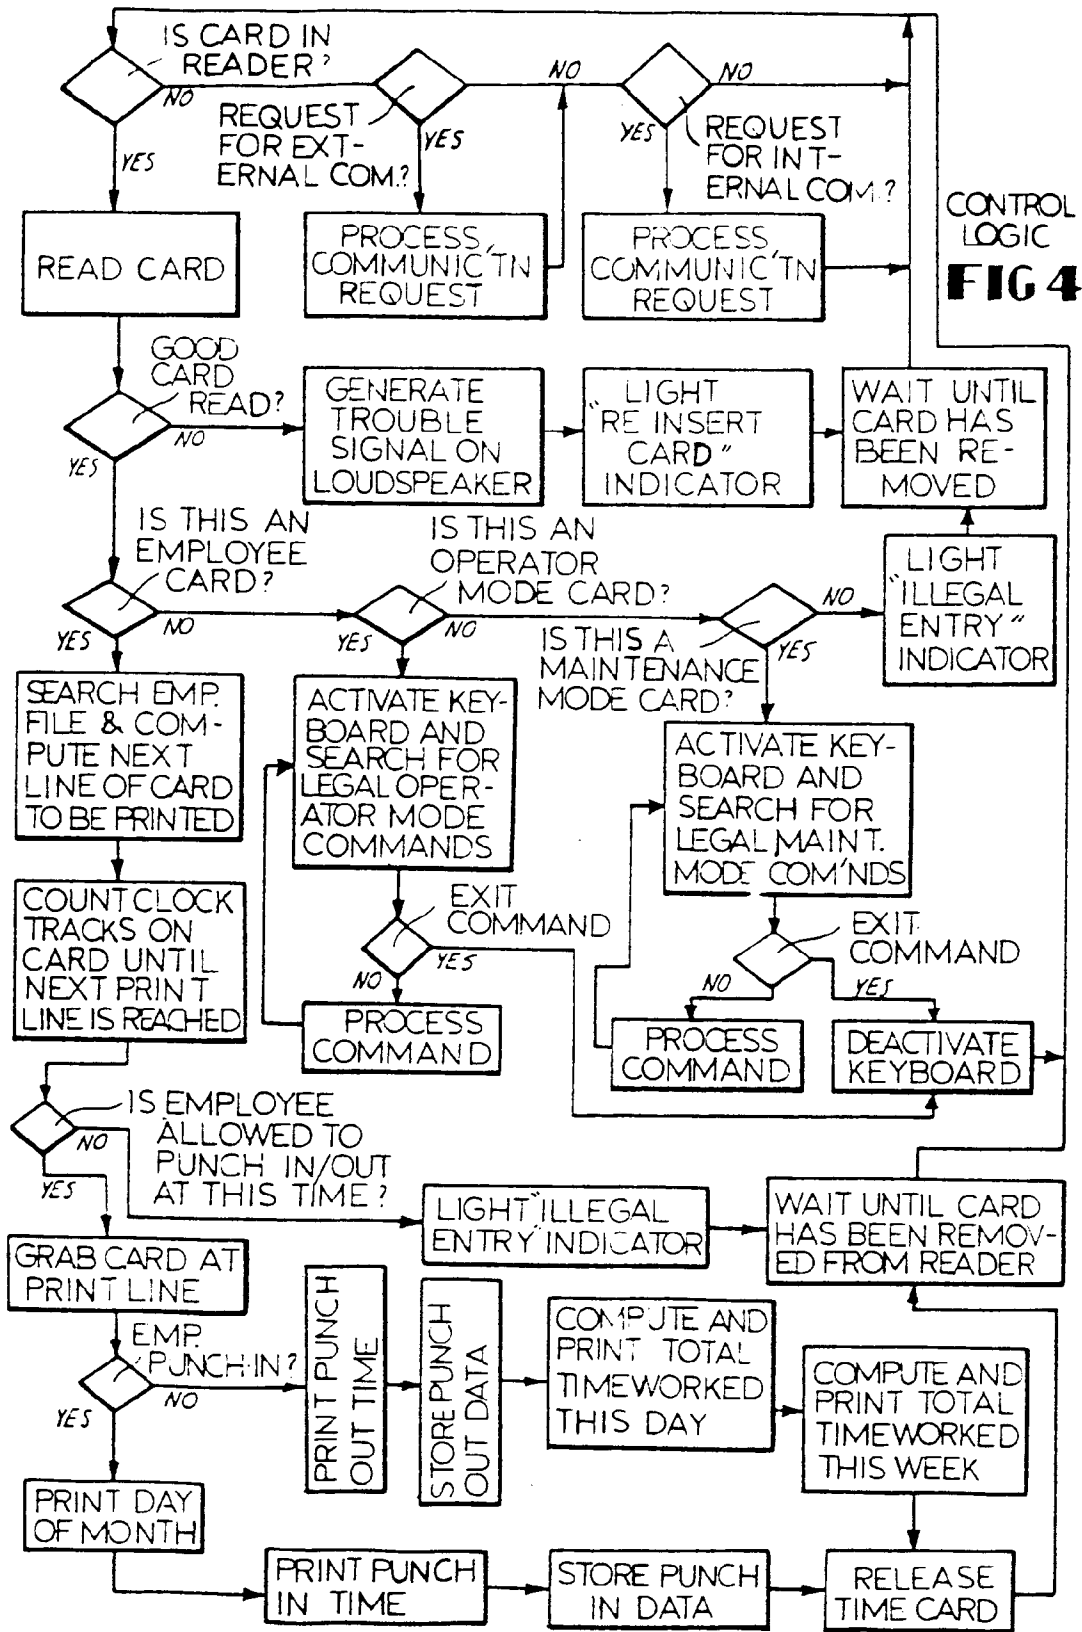 IS CARD IN
READER?
NO
YES
REQUEST
FOR EXT-
ERNAL COM.?
YES
NO
YES
NO
REQUEST
FOR INT-
ERNAL COM.?
READ CARD
PROCESS
COMMUNIC'TN
REQUEST
PROCESS
COMMUNIC'TN
REQUEST
CONTROL
LOGIC
FIG 4
GOOD
CARD
READ?
NO
YES
GENERATE
TROUBLE
SIGNAL ON
LOUDSPEAKER
LIGHT
"RE INSERT
CARD"
INDICATOR
WAIT UNTIL
CARD HAS
BEEN RE-
MOVED
IS THIS AN
EMPLOYEE
CARD?
YES
NO
IS THIS AN
OPERATOR
MODE CARD?
YES
NO
IS THIS A
MAINTENANCE
MODE CARD?
YES
NO
LIGHT
"ILLEGAL
ENTRY"
INDICATOR
SEARCH EMP.
FILE & COM-
PUTE NEXT
LINE OF CARD
TO BE PRINTED
ACTIVATE KEY-
BOARD AND
SEARCH FOR
LEGAL OPER-
ATOR MODE
COMMANDS
ACTIVATE KEY-
BOARD AND
SEARCH FOR
LEGAL MAINT.
MODE COM'NDS
COUNT CLOCK
TRACKS ON
CARD UNTIL
NEXT PRINT
LINE IS REACHED
EXIT
COMMAND
NO
YES
PROCESS
COMMAND
EXIT
COMMAND
NO
YES
PROCESS
COMMAND
DEACTIVATE
KEYBOARD
IS EMPLOYEE
ALLOWED TO
PUNCH IN/OUT
AT THIS TIME?
NO
YES
LIGHT "ILLEGAL
ENTRY" INDICATOR
WAIT UNTIL CARD
HAS BEEN REMOV-
ED FROM READER
GRAB CARD AT
PRINT LINE
EMP.
PUNCH-IN?
NO
YES
PRINT PUNCH
OUT TIME
STORE PUNCH
OUT DATA
COMPUTE AND
PRINT TOTAL
TIMEWORKED
THIS DAY
COMPUTE AND
PRINT TOTAL
TIMEWORKED
THIS WEEK
PRINT DAY
OF MONTH
PRINT PUNCH
IN TIME
STORE PUNCH
IN DATA
RELEASE
TIME CARD